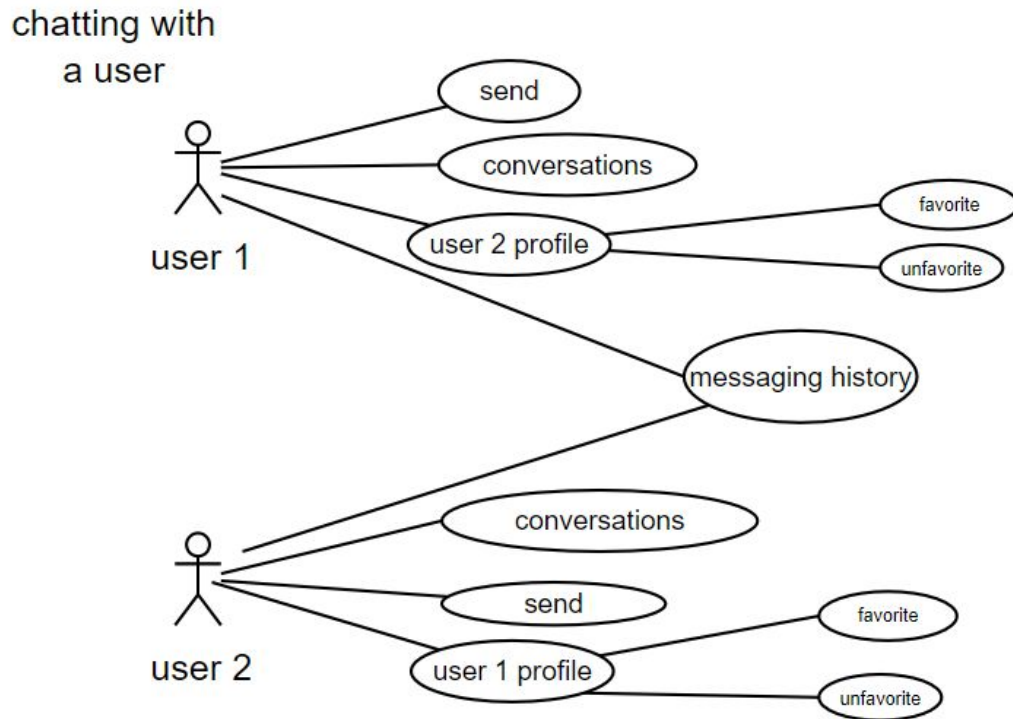 chatting with
a user
send
conversations
user 1
user 2 profile
favorite
unfavorite
messaging history
conversations
send
user 2
user 1 profile
favorite
unfavorite